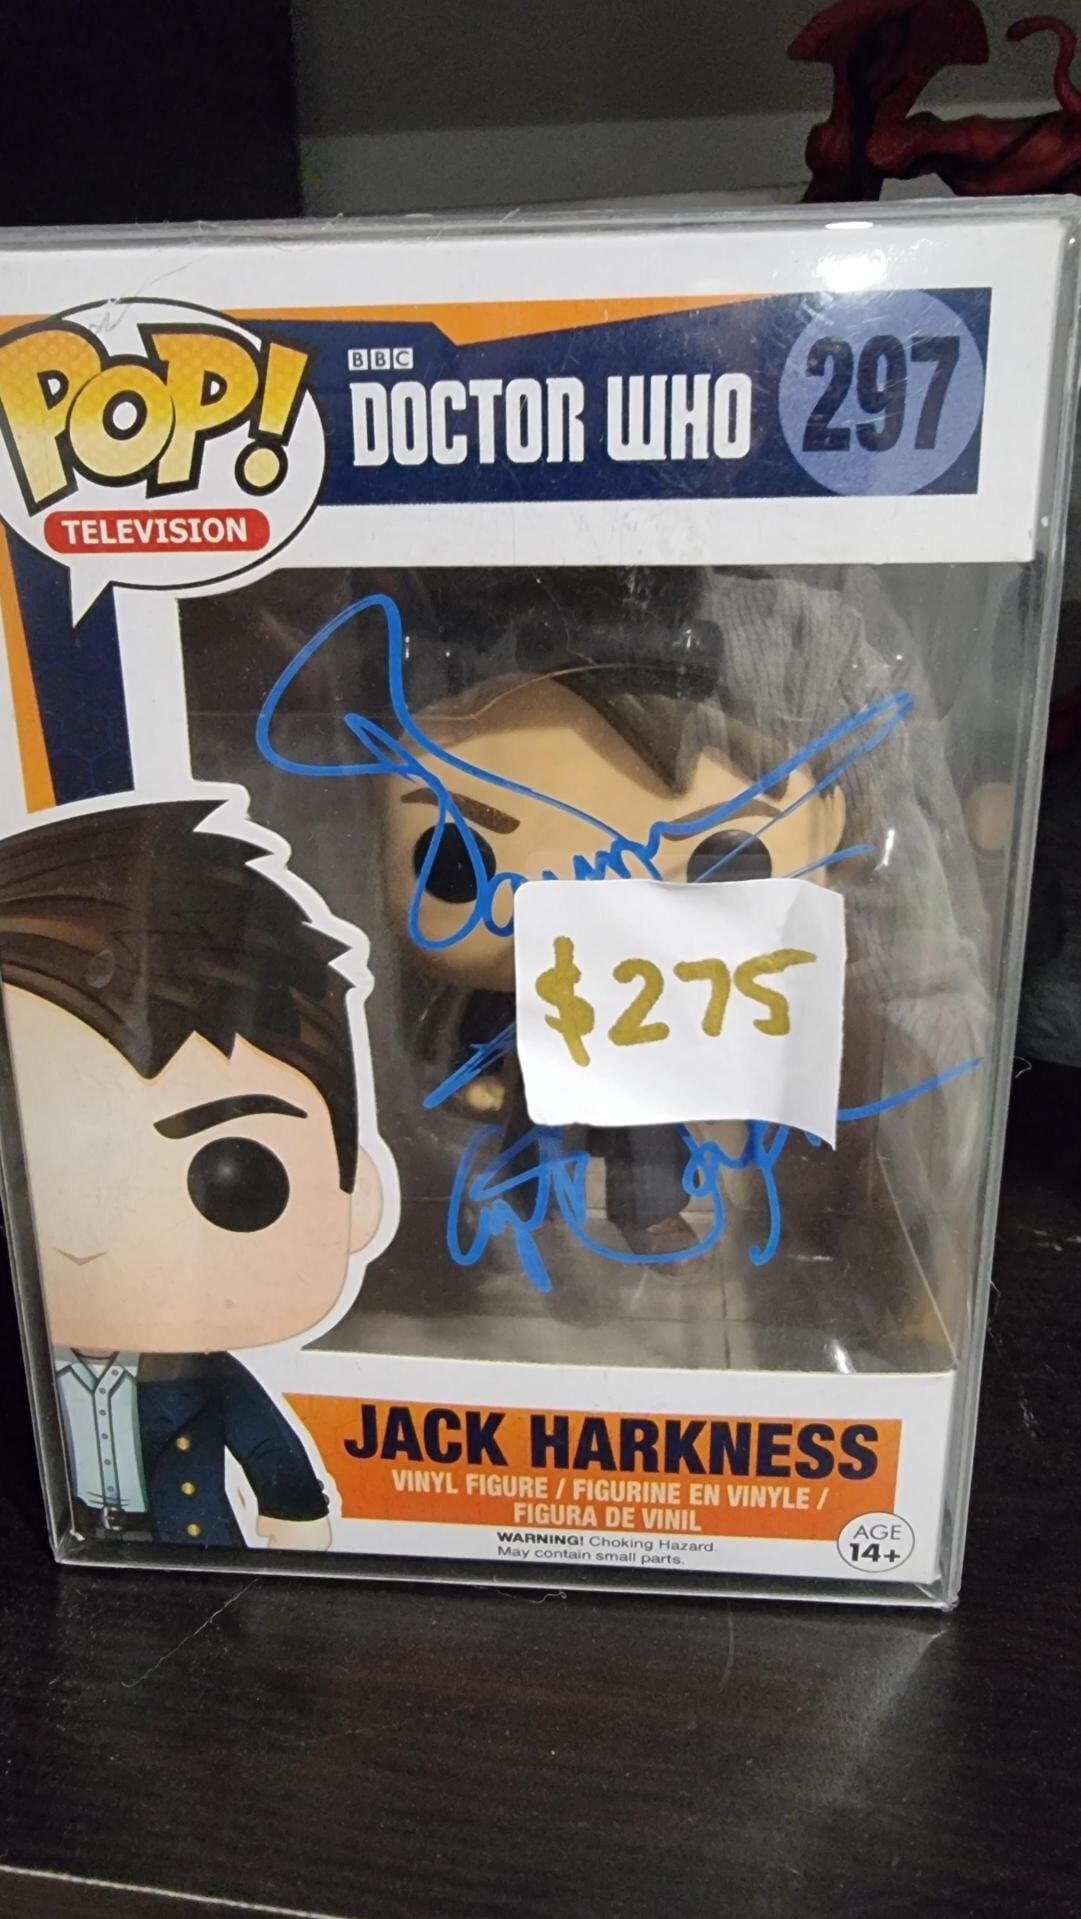 BBC
POP! DOCTOR WHO 297
TELEVISION
$275
JACK HARKNESS
VINYL FIGURE / FIGURINE EN VINYLE /
FIGURA DE VINIL
WARNING! Choking Hazard.
May contain small parts.
AGE
14+